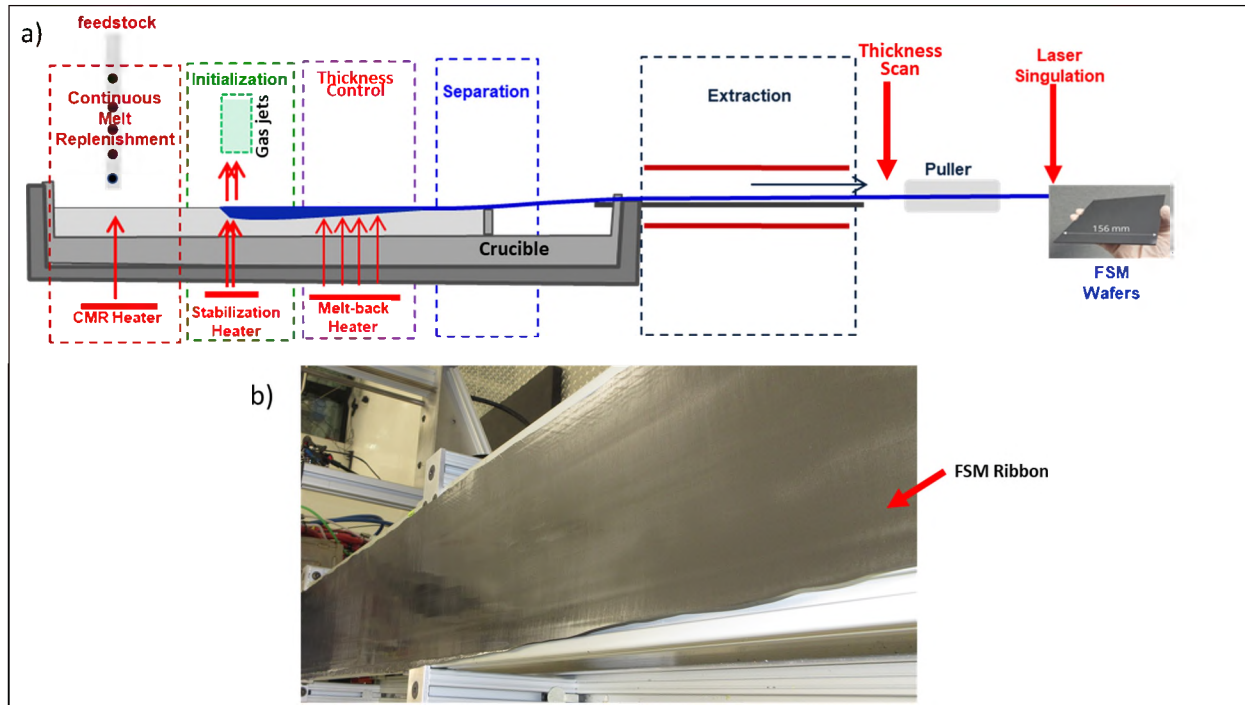 a)
feedstock
Continuous
Melt
Replenishment
Initialization
Gas jets
Thickness
Control
Separation
Extraction
Thickness
Scan
Puller
Laser
Singulation
156 mm
FSM
Wafers
Crucible
CMR Heater
Stabilization
Heater
Melt-back
Heater
b)
FSM Ribbon